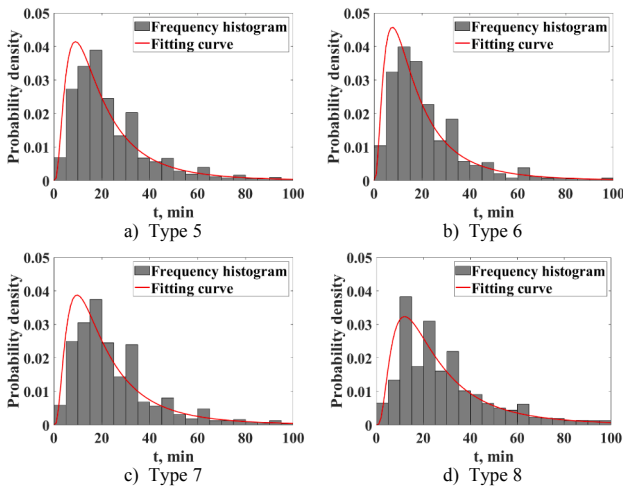 0.05
Frequency histogram
Fitting curve
0.04
0.03
0.02
0.01
0
Probability density
0 20 40 60 80 100
t, min
a) Type 5
0.05
Frequency histogram
Fitting curve
0.04
0.03
0.02
0.01
0
Probability density
0 20 40 60 80 100
t, min
b) Type 6
0.05
Frequency histogram
Fitting curve
0.04
0.03
0.02
0.01
0
Probability density
0 20 40 60 80 100
t, min
c) Type 7
0.05
Frequency histogram
Fitting curve
0.04
0.03
0.02
0.01
0
Probability density
0 20 40 60 80 100
t, min
d) Type 8